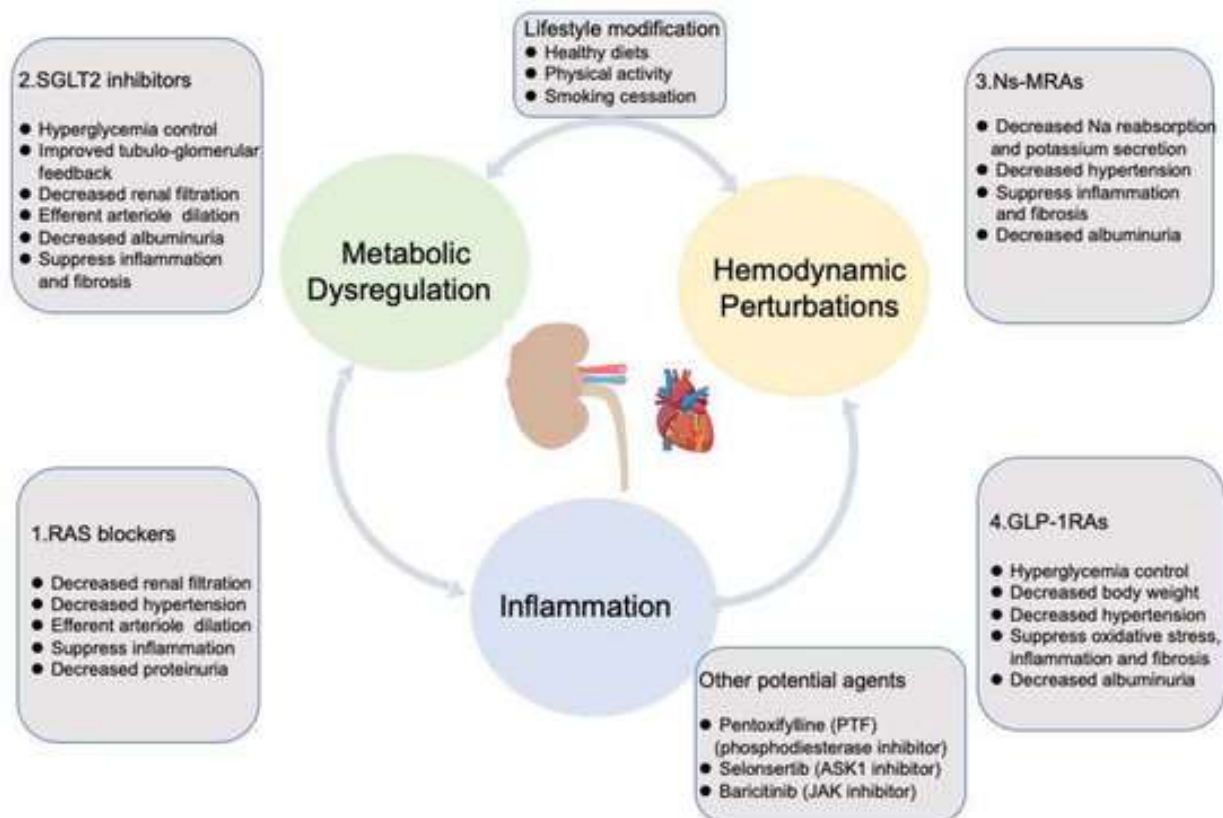 Lifestyle modification
● Healthy diets
● Physical activity
● Smoking cessation
2.SGLT2 inhibitors
● Hyperglycemia control
● Improved tubulo-glomerular
feedback
● Decreased renal filtration
● Efferent arteriole dilation
● Decreased albuminuria
● Suppress inflammation
and fibrosis
3.Ns-MRAs
● Decreased Na reabsorption
and potassium secretion
● Decreased hypertension
● Suppress inflammation
and fibrosis
● Decreased albuminuria
Metabolic
Dysregulation
Hemodynamic
Perturbations
1.RAS blockers
● Decreased renal filtration
● Decreased hypertension
● Efferent arteriole dilation
● Suppress inflammation
● Decreased proteinuria
Inflammation
4.GLP-1RAs
● Hyperglycemia control
● Decreased body weight
● Decreased hypertension
● Suppress oxidative stress,
inflammation and fibrosis
● Decreased albuminuria
Other potential agents
● Pentoxifylline (PTF)
(phosphodiesterase inhibitor)
● Selonsertib (ASK1 inhibitor)
● Baricitinib (JAK inhibitor)